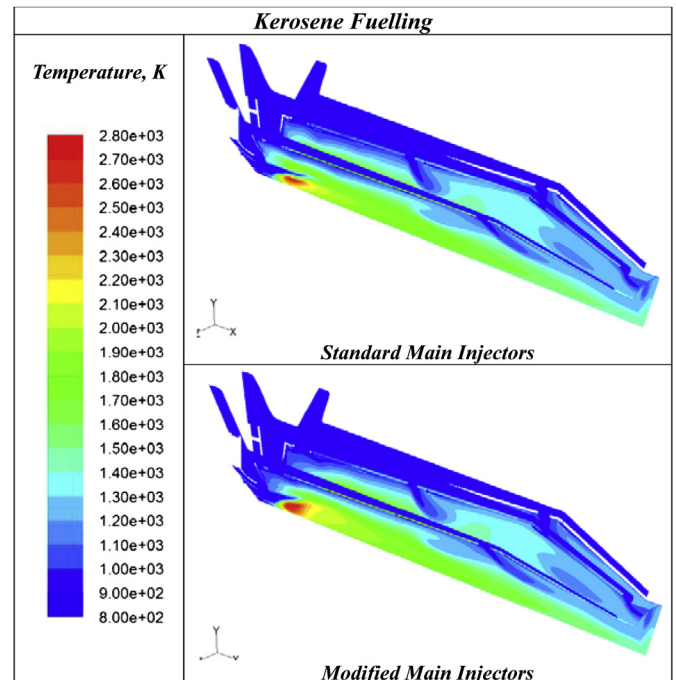 Kerosene Fuelling
Temperature, K
2.80e+03
2.70e+03
2.60e+03
2.50e+03
2.40e+03
2.30e+03
2.20e+03
2.10e+03
2.00e+03
1.90e+03
1.80e+03
1.70e+03
1.60e+03
1.50e+03
1.40e+03
1.30e+03
1.20e+03
1.10e+03
1.00e+03
9.00e+02
8.00e+02
Y
X
Standard Main Injectors
Y
Modified Main Injectors